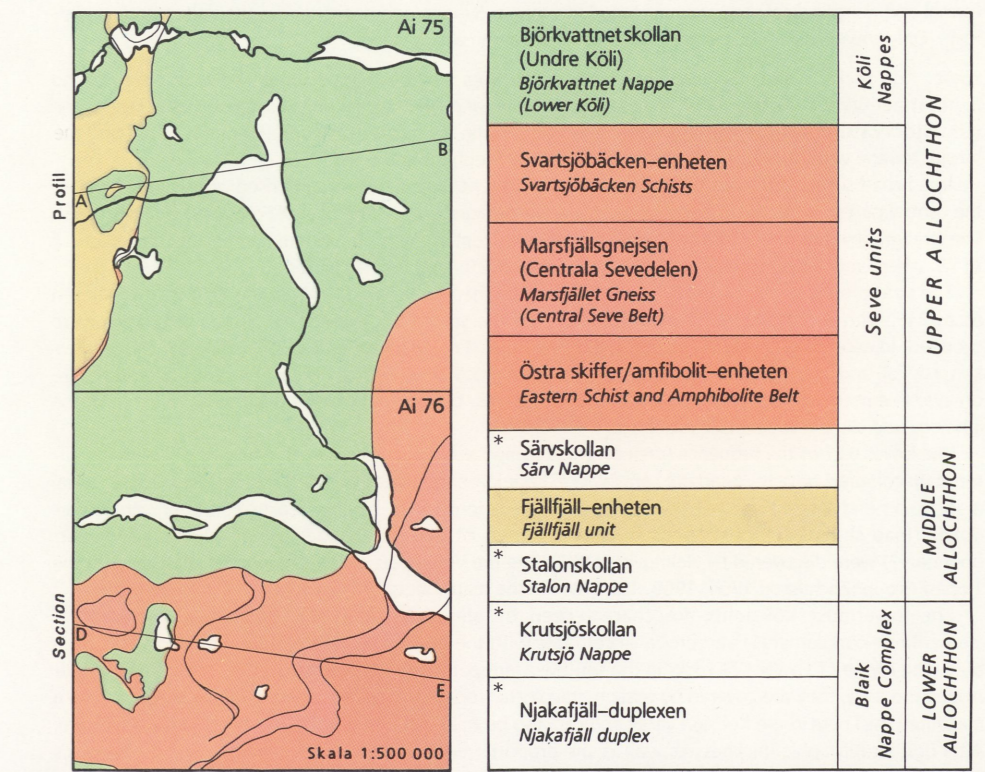 Ai 75
B
Profil
A
Ai 76
Section
D
E
Skala 1:500 000
Björkvattnetskollan
(Undre Köli)
Björkvattnet Nappe
(Lower Köli)
Svartsjöbäcken–enheten
Svartsjöbäcken Schists
Marsfjällsgnejsen
(Centrala Sevedelen)
Marsfjället Gneiss
(Central Seve Belt)
Östra skiffer/amfibolit–enheten
Eastern Schist and Amphibolite Belt
* Särvskollan
Särv Nappe
Fjällfjäll–enheten
Fjällfjäll unit
* Stalonskollan
Stalon Nappe
* Krutsjöskollan
Krutsjö Nappe
* Njakafjäll–duplexen
Njakafjäll duplex
Köli
Nappes
Seve units
Blaik
Nappe Complex
UPPER ALLOCHTHON
MIDDLE
ALLOCHTHON
LOWER
ALLOCHTHON